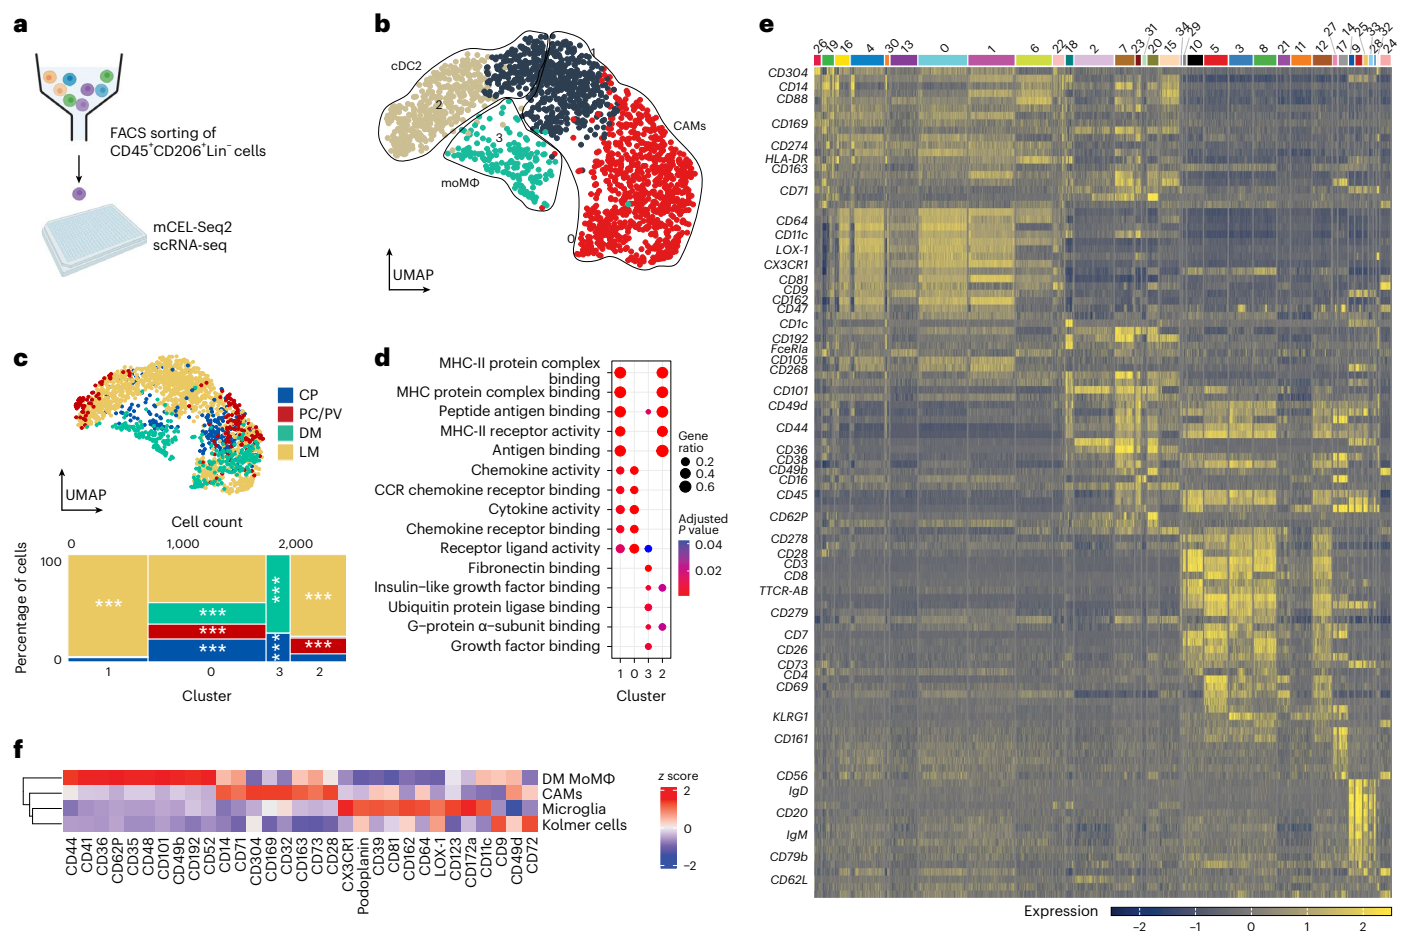 a
FACS sorting of
CD45⁺CD206⁺Lin⁻ cells
mCEL-Seq2
scRNA-seq
b
cDC2
1
2
3
CAMs
moMΦ
0
UMAP
c
CP
PC/PV
DM
LM
UMAP
Cell count
0 1,000 2,000
Percentage of cells
100
0
*** *** *** *** *** *** *** ***
1 0 3 2
Cluster
d
MHC-II protein complex
binding
MHC protein complex binding
Peptide antigen binding
MHC-II receptor activity
Antigen binding
Chemokine activity
CCR chemokine receptor binding
Cytokine activity
Chemokine receptor binding
Receptor ligand activity
Fibronectin binding
Insulin-like growth factor binding
Ubiquitin protein ligase binding
G-protein α-subunit binding
Growth factor binding
1 0 3 2
Cluster
Gene
ratio
0.2
0.4
0.6
Adjusted
P value
0.04
0.02
e
26 19 16 4 30 13 0 1 6 22 18 2 7 23 31 20 15 34 29 10 5 3 8 21 11 12 27 17 14 9 25 33 28 32 24
CD304
CD14
CD88
CD169
CD274
HLA-DR
CD163
CD71
CD64
CD11c
LOX-1
CX3CR1
CD81
CD9
CD162
CD47
CD1c
CD192
FceRIa
CD105
CD268
CD101
CD49d
CD44
CD36
CD38
CD49b
CD16
CD45
CD62P
CD278
CD28
CD3
CD8
TTCR-AB
CD279
CD7
CD26
CD73
CD4
CD69
KLRG1
CD161
CD56
IgD
CD20
IgM
CD79b
CD62L
Expression
−2 −1 0 1 2
f
DM MoMΦ
CAMs
Microglia
Kolmer cells
z score
2
0
−2
CD44
CD41
CD36
CD62P
CD35
CD48
CD101
CD49b
CD192
CD52
CD14
CD71
CD304
CD169
CD32
CD163
CD73
CD28
CX3CR1
Podoplanin
CD39
CD81
CD162
CD64
LOX-1
CD123
CD172a
CD11c
CD9
CD49d
CD72